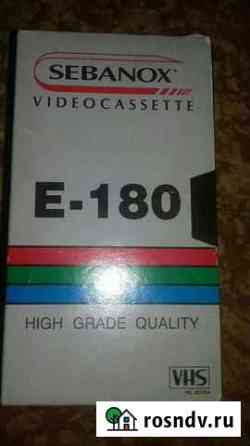 SEBANOX
VIDEOCASSETTE
E-180
HIGH GRADE QUALITY
VHS
rosndv.ru